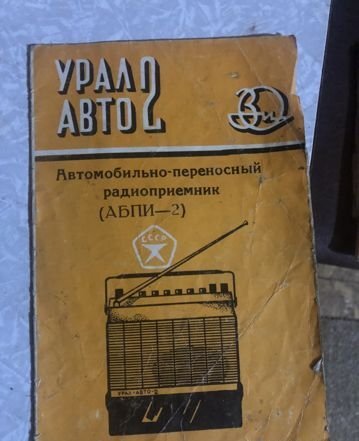 УРАЛ
АВТО 2
Автомобильно-переносный
радиоприемник
(АБПИ—2)
СССР
УРАЛ-АВТО-2